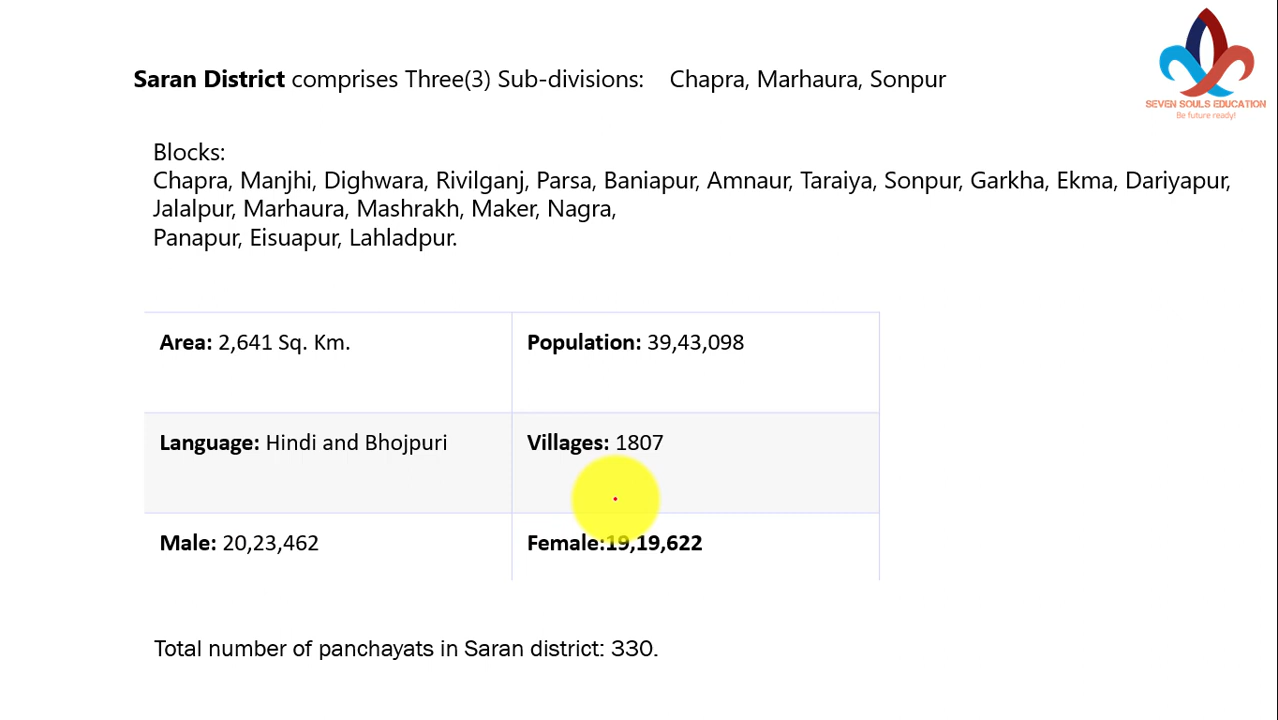 SEVEN SOULS EDUCATION
Be future ready!
Saran District comprises Three(3) Sub-divisions: Chapra, Marhaura, Sonpur
Blocks:
Chapra, Manjhi, Dighwara, Rivilganj, Parsa, Baniapur, Amnaur, Taraiya, Sonpur, Garkha, Ekma, Dariyapur,
Jalalpur, Marhaura, Mashrakh, Maker, Nagra,
Panapur, Eisuapur, Lahladpur.
Area: 2,641 Sq. Km.
Population: 39,43,098
Language: Hindi and Bhojpuri
Villages: 1807
Male: 20,23,462
Female:19,19,622
Total number of panchayats in Saran district: 330.